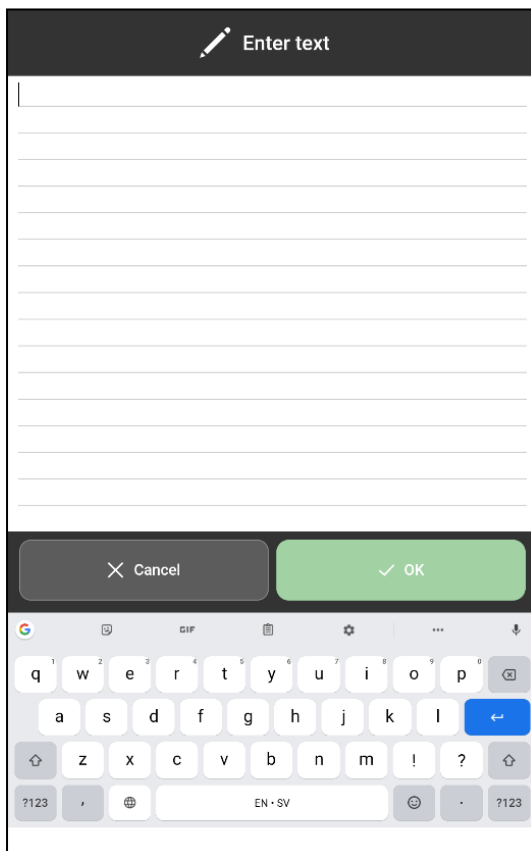 Enter text
Cancel
OK
G GIF
q 1 w 2 e 3 r 4 t 5 y 6 u 7 i 8 o 9 p 0
a s d f g h j k l
z x c v b n m ! ?
?123 , EN • SV . ?123